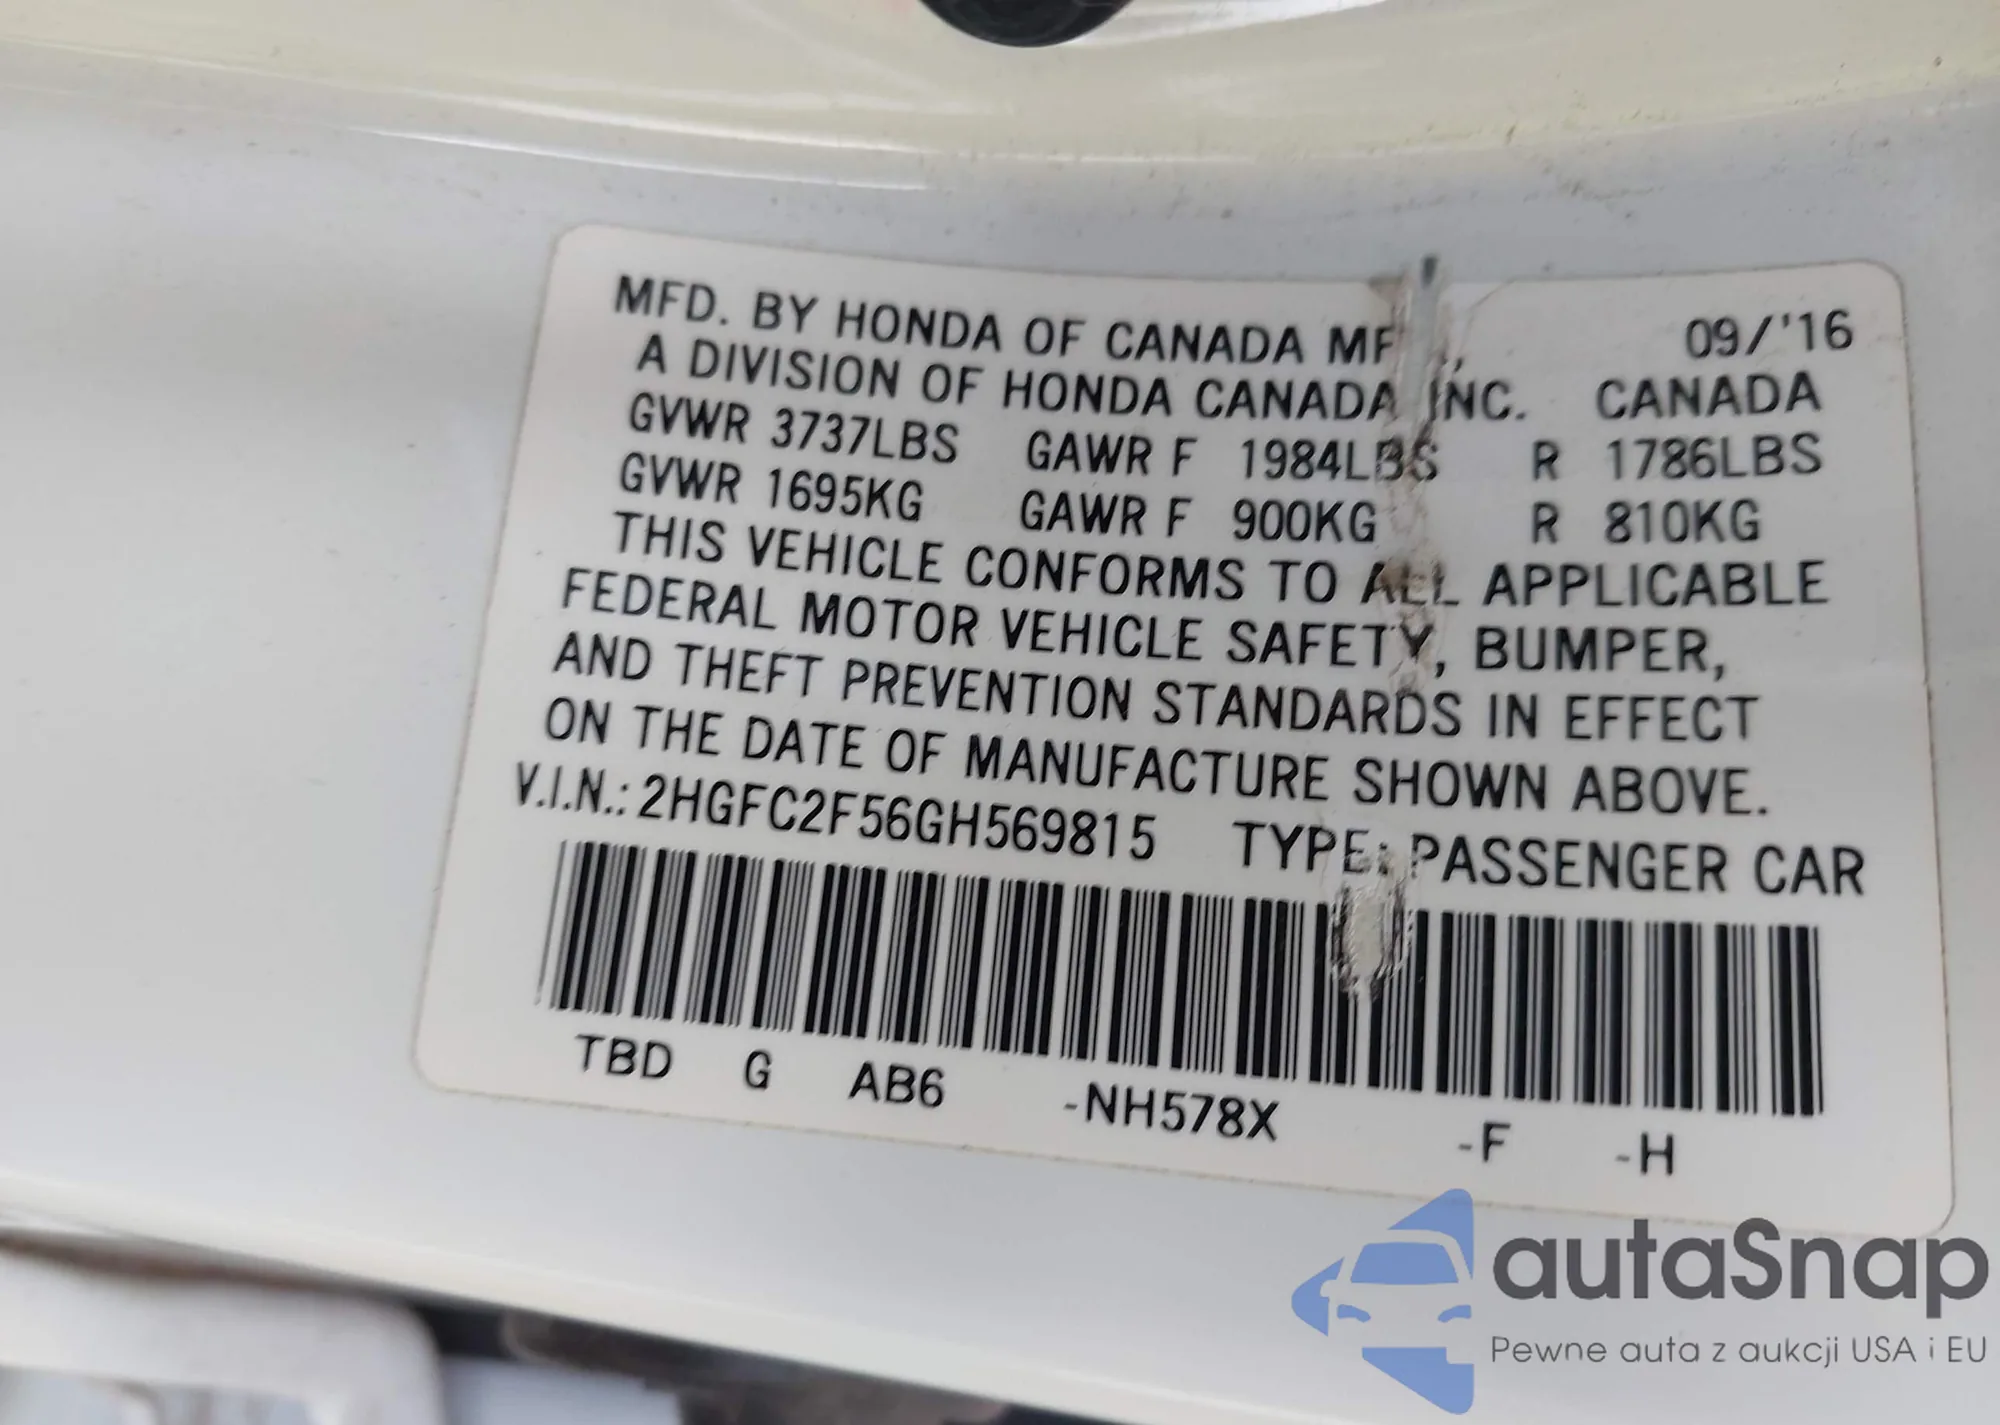 MFD. BY HONDA OF CANADA MF ., 09/'16
A DIVISION OF HONDA CANADA INC. CANADA
GVWR 3737LBS GAWR F 1984LBS R 1786LBS
GVWR 1695KG GAWR F 900KG R 810KG
THIS VEHICLE CONFORMS TO ALL APPLICABLE
FEDERAL MOTOR VEHICLE SAFETY, BUMPER,
AND THEFT PREVENTION STANDARDS IN EFFECT
ON THE DATE OF MANUFACTURE SHOWN ABOVE.
V.I.N.: 2HGFC2F56GH569815 TYPE: PASSENGER CAR
TBD G AB6 -NH578X -F -H
autaSnap
Pewne auta z aukcji USA i EU